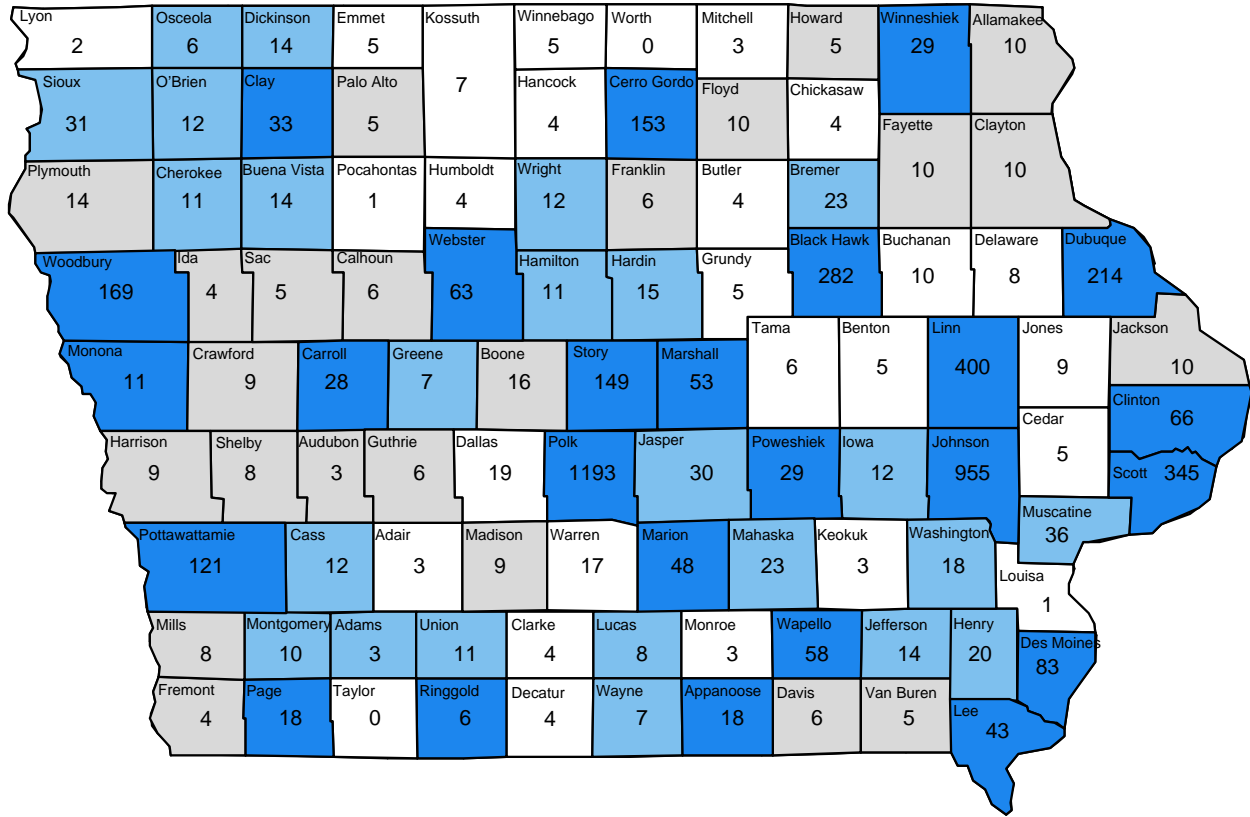 Lyon
2
Osceola
6
Dickinson
14
Emmet
5
Kossuth
7
Winnebago
5
Worth
0
Mitchell
3
Howard
5
Winneshiek
29
Allamakee
10
Sioux
31
O'Brien
12
Clay
33
Palo Alto
5
Hancock
4
Cerro Gordo
153
Floyd
10
Chickasaw
4
Fayette
10
Clayton
10
Plymouth
14
Cherokee
11
Buena Vista
14
Pocahontas
1
Humboldt
4
Wright
12
Franklin
6
Butler
4
Bremer
23
Woodbury
169
Ida
4
Sac
5
Calhoun
6
Webster
63
Hamilton
11
Hardin
15
Grundy
5
Black Hawk
282
Buchanan
10
Delaware
8
Dubuque
214
Monona
11
Crawford
9
Carroll
28
Greene
7
Boone
16
Story
149
Marshall
53
Tama
6
Benton
5
Linn
400
Jones
9
Jackson
10
Clinton
66
Cedar
5
Harrison
9
Shelby
8
Audubon
3
Guthrie
6
Dallas
19
Polk
1193
Jasper
30
Poweshiek
29
Iowa
12
Johnson
955
Scott 345
Muscatine
36
Pottawattamie
121
Cass
12
Adair
3
Madison
9
Warren
17
Marion
48
Mahaska
23
Keokuk
3
Washington
18
Louisa
1
Mills
8
Montgomery
10
Adams
3
Union
11
Clarke
4
Lucas
8
Monroe
3
Wapello
58
Jefferson
14
Henry
20
Des Moines
83
Fremont
4
Page
18
Taylor
0
Ringgold
6
Decatur
4
Wayne
7
Appanoose
18
Davis
6
Van Buren
5
Lee
43